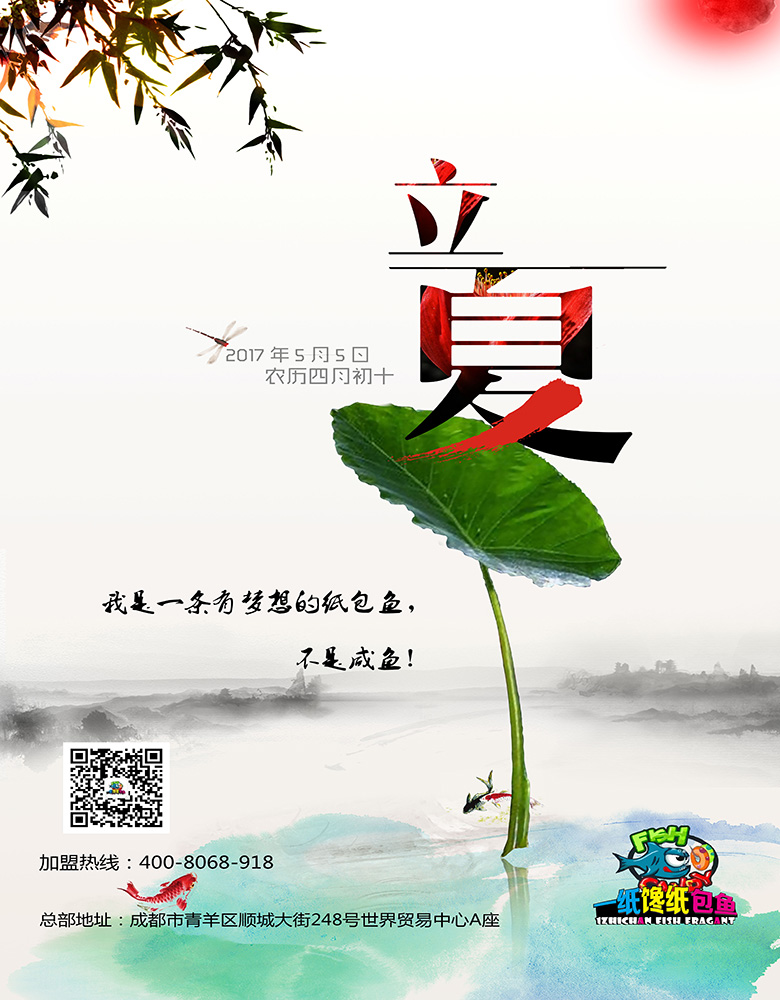 立
夏
2017 年 5 月 5 日
农历四月初十
我是一条有梦想的纸包鱼，
不是咸鱼！
加盟热线：400-8068-918
总部地址：成都市青羊区顺城大街248号世界贸易中心A座
FISH
一纸馋纸包鱼
IZHICHAN FISH FRAGANT